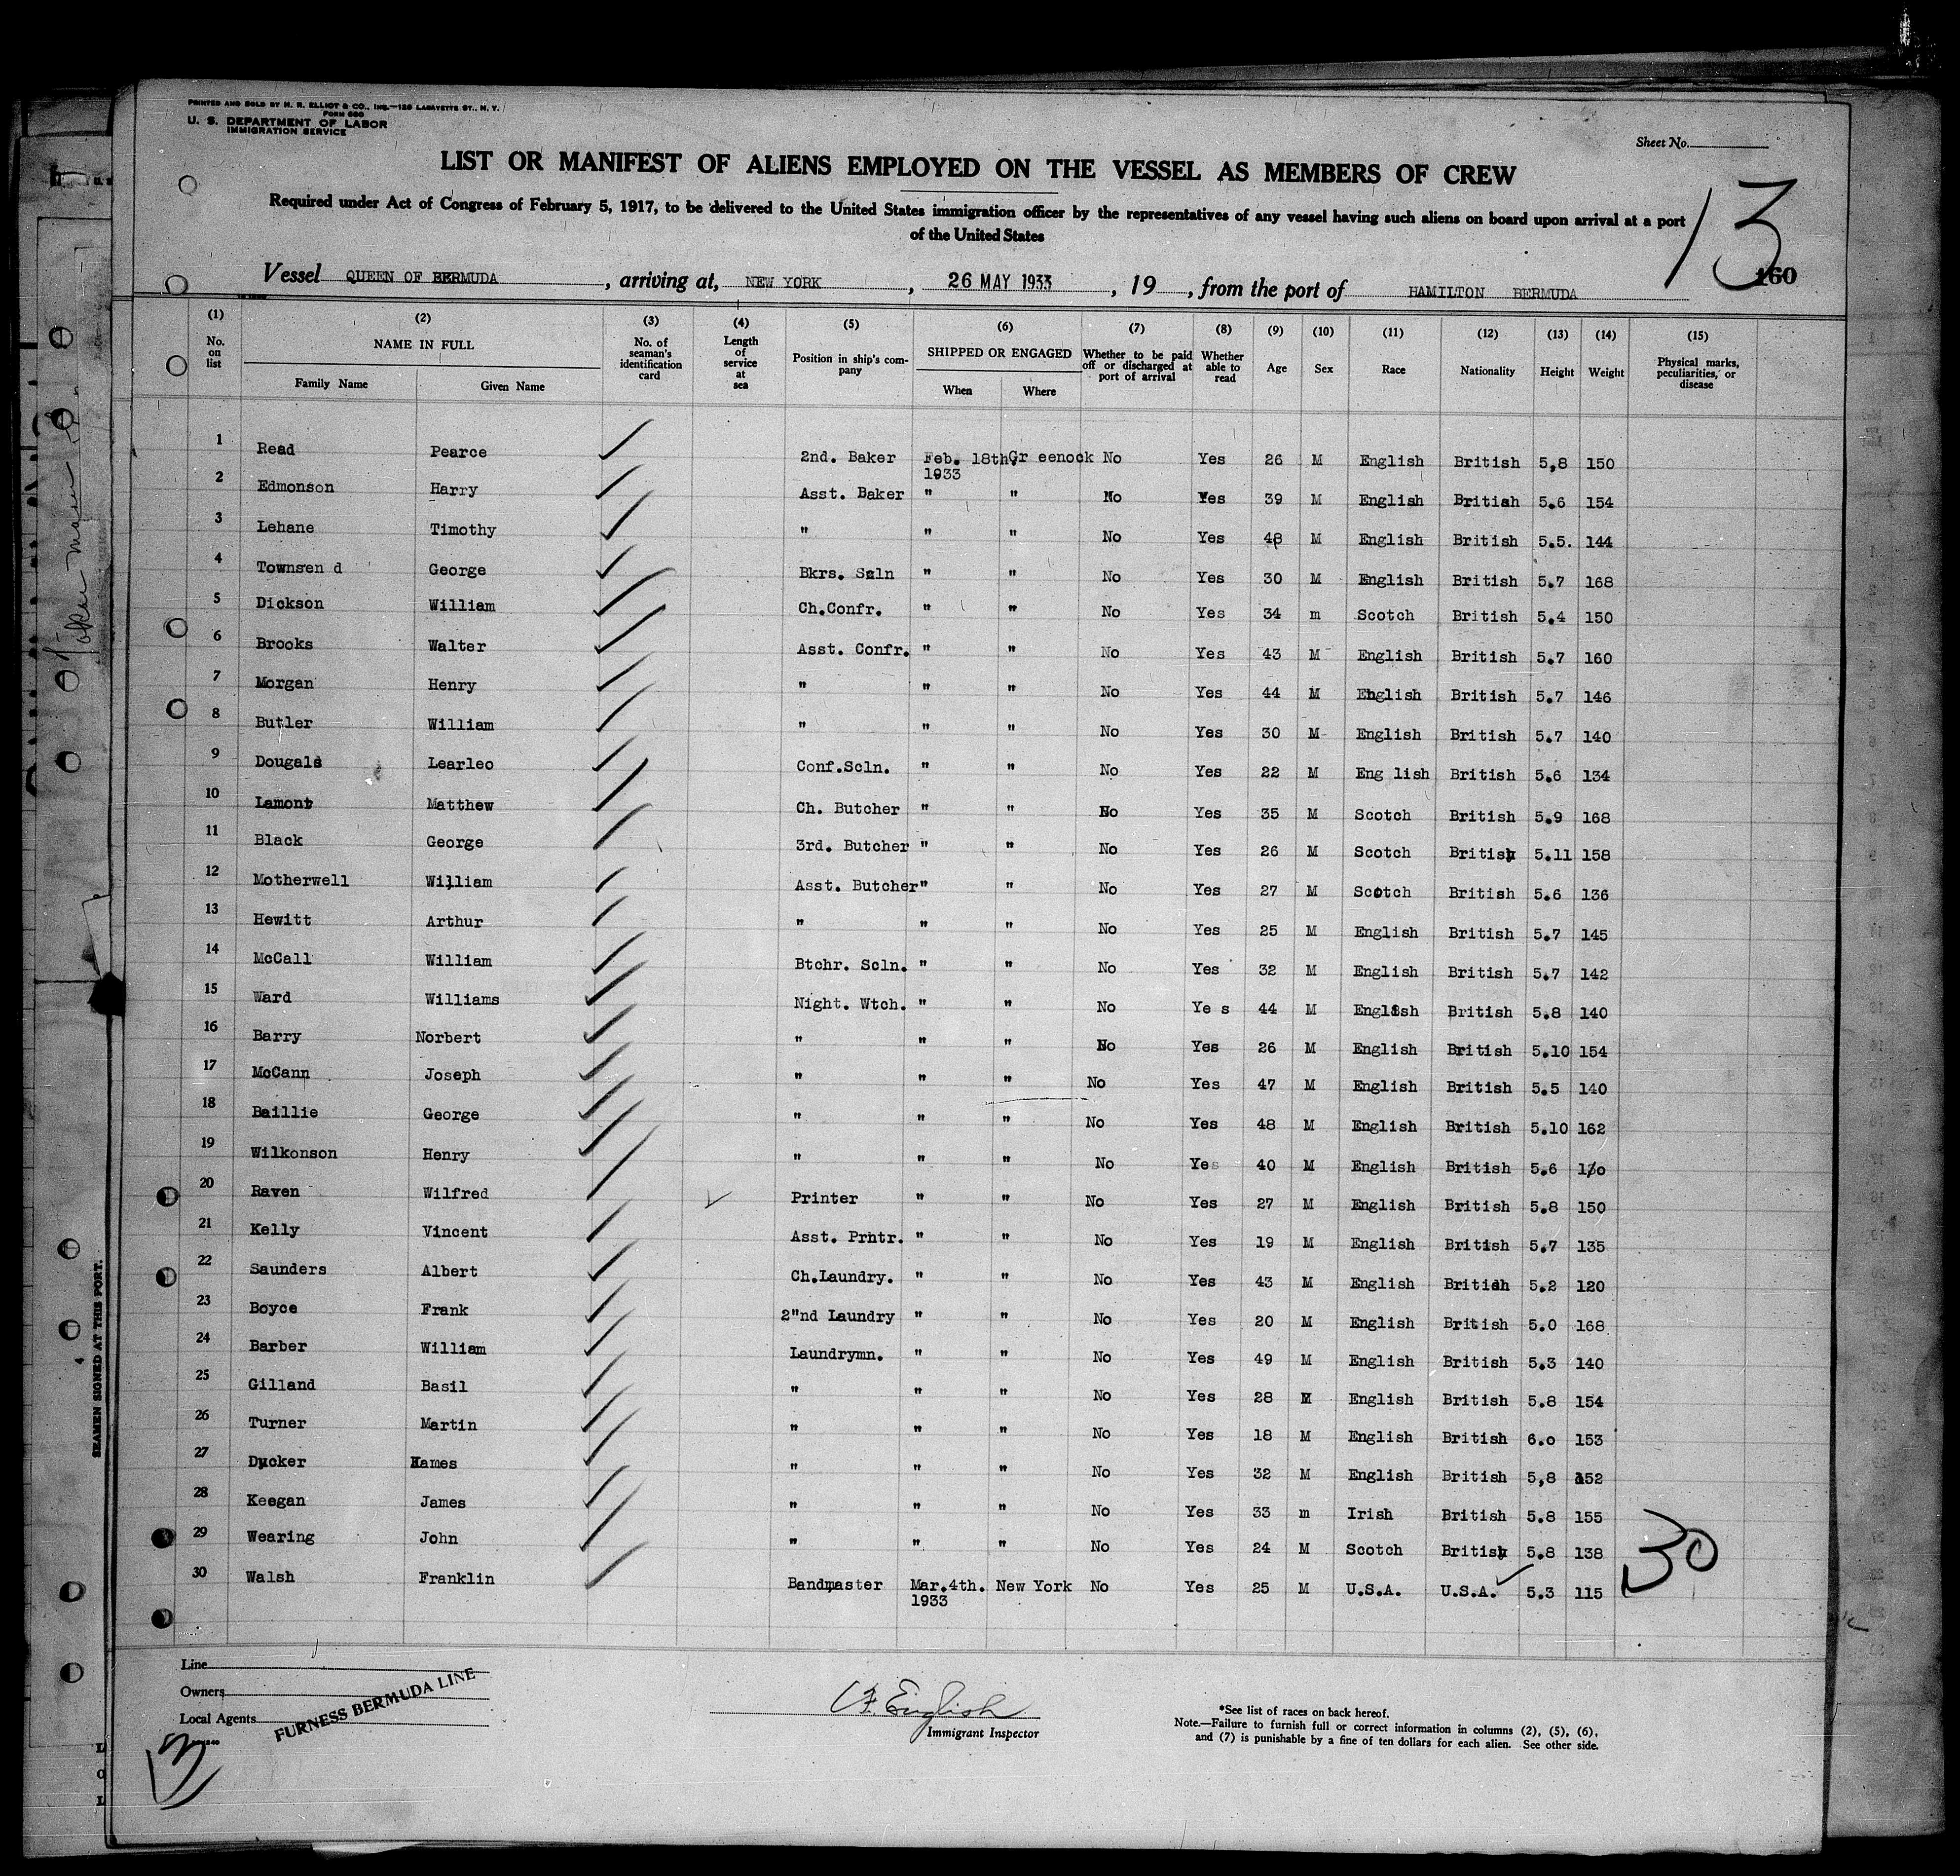 PRINTED AND SOLD BY H. R. ELLIOT & CO., INC.—129 LAFAYETTE ST., N. Y.
FORM 680
U. S. DEPARTMENT OF LABOR
IMMIGRATION SERVICE
Sheet No.
LIST OR MANIFEST OF ALIENS EMPLOYED ON THE VESSEL AS MEMBERS OF CREW
13
Required under Act of Congress of February 5, 1917, to be delivered to the United States immigration officer by the representatives of any vessel having such aliens on board upon arrival at a port
of the United States
Vessel QUEEN OF BERMUDA, arriving at, NEW YORK, 26 MAY 1933, 19, from the port of HAMILTON BERMUDA 160
(1) (2) (3) (4) (5) (6) (7) (8) (9) (10) (11) (12) (13) (14) (15)
No. on list NAME IN FULL Family Name Given Name No. of seaman's identification card Length of service at sea Position in ship's company SHIPPED OR ENGAGED When Where Whether to be paid off or discharged at port of arrival Whether able to read Age Sex Race Nationality Height Weight Physical marks, peculiarities, or disease
1 Read Pearce 2nd. Baker Feb. 18th. 1933 Gr eenock No Yes 26 M English British 5,8 150
2 Edmonson Harry Asst. Baker " " No Yes 39 M English British 5.6 154
3 Lehane Timothy " " " No Yes 48 M English British 5.5. 144
4 Townsen d George Bkrs. Scln " " No Yes 30 M English British 5.7 168
5 Dickson William Ch.Confr. " " No Yes 34 m Scotch British 5.4 150
6 Brooks Walter Asst. Confr. " " No Yes 43 M English British 5.7 160
7 Morgan Henry " " " No Yes 44 M English British 5.7 146
8 Butler William " " " No Yes 30 M English British 5.7 140
9 Dougals Learleo Conf.Scln. " " No Yes 22 M Eng lish British 5.6 134
10 Lamont Matthew Ch. Butcher " " No Yes 35 M Scotch British 5.9 168
11 Black George 3rd. Butcher " " No Yes 26 M Scotch British 5.11 158
12 Motherwell William Asst. Butcher " " No Yes 27 M Scotch British 5.6 136
13 Hewitt Arthur " " " No Yes 25 M English British 5.7 145
14 McCall William Btchr. Scln. " " No Yes 32 M English British 5.7 142
15 Ward Williams Night. Wtch. " " No Ye s 44 M English British 5.8 140
16 Barry Norbert " " " No Yes 26 M English British 5.10 154
17 McCann Joseph " " " No Yes 47 M English British 5.5 140
18 Baillie George " " " No Yes 48 M English British 5.10 162
19 Wilkonson Henry " " " No Yes 40 M English British 5.6
20 Raven Wilfred Printer " " No Yes 27 M English British 5.8 150
21 Kelly Vincent Asst. Prntr. " " No Yes 19 M English British 5.7 135
22 Saunders Albert Ch.Laundry. " " No Yes 43 M English British 5.2 120
23 Boyce Frank 2"nd Laundry " " No Yes 20 M English British 5.0 168
24 Barber William Laundrymn. " " No Yes 49 M English British 5.3 140
25 Gilland Basil " " " No Yes 28 M English British 5.8 154
26 Turner Martin " " " No Yes 18 M English British 6.0 153
27 Ducker James " " " No Yes 32 M English British 5,8 152
28 Keegan James " " " No Yes 33 m Irish British 5.8 155
29 Wearing John " " " No Yes 24 M Scotch British 5.8 138
30 Walsh Franklin Bandmaster Mar.4th. 1933 New York No Yes 25 M U.S.A. U.S.A. 5.3 115
30
Line
Owners
Local Agents
FURNESS BERMUDA LINE
English
Immigrant Inspector
*See list of races on back hereof.
Note.—Failure to furnish full or correct information in columns (2), (5), (6),
and (7) is punishable by a fine of ten dollars for each alien. See other side.
SEAMEN SIGNED AT THIS PORT.